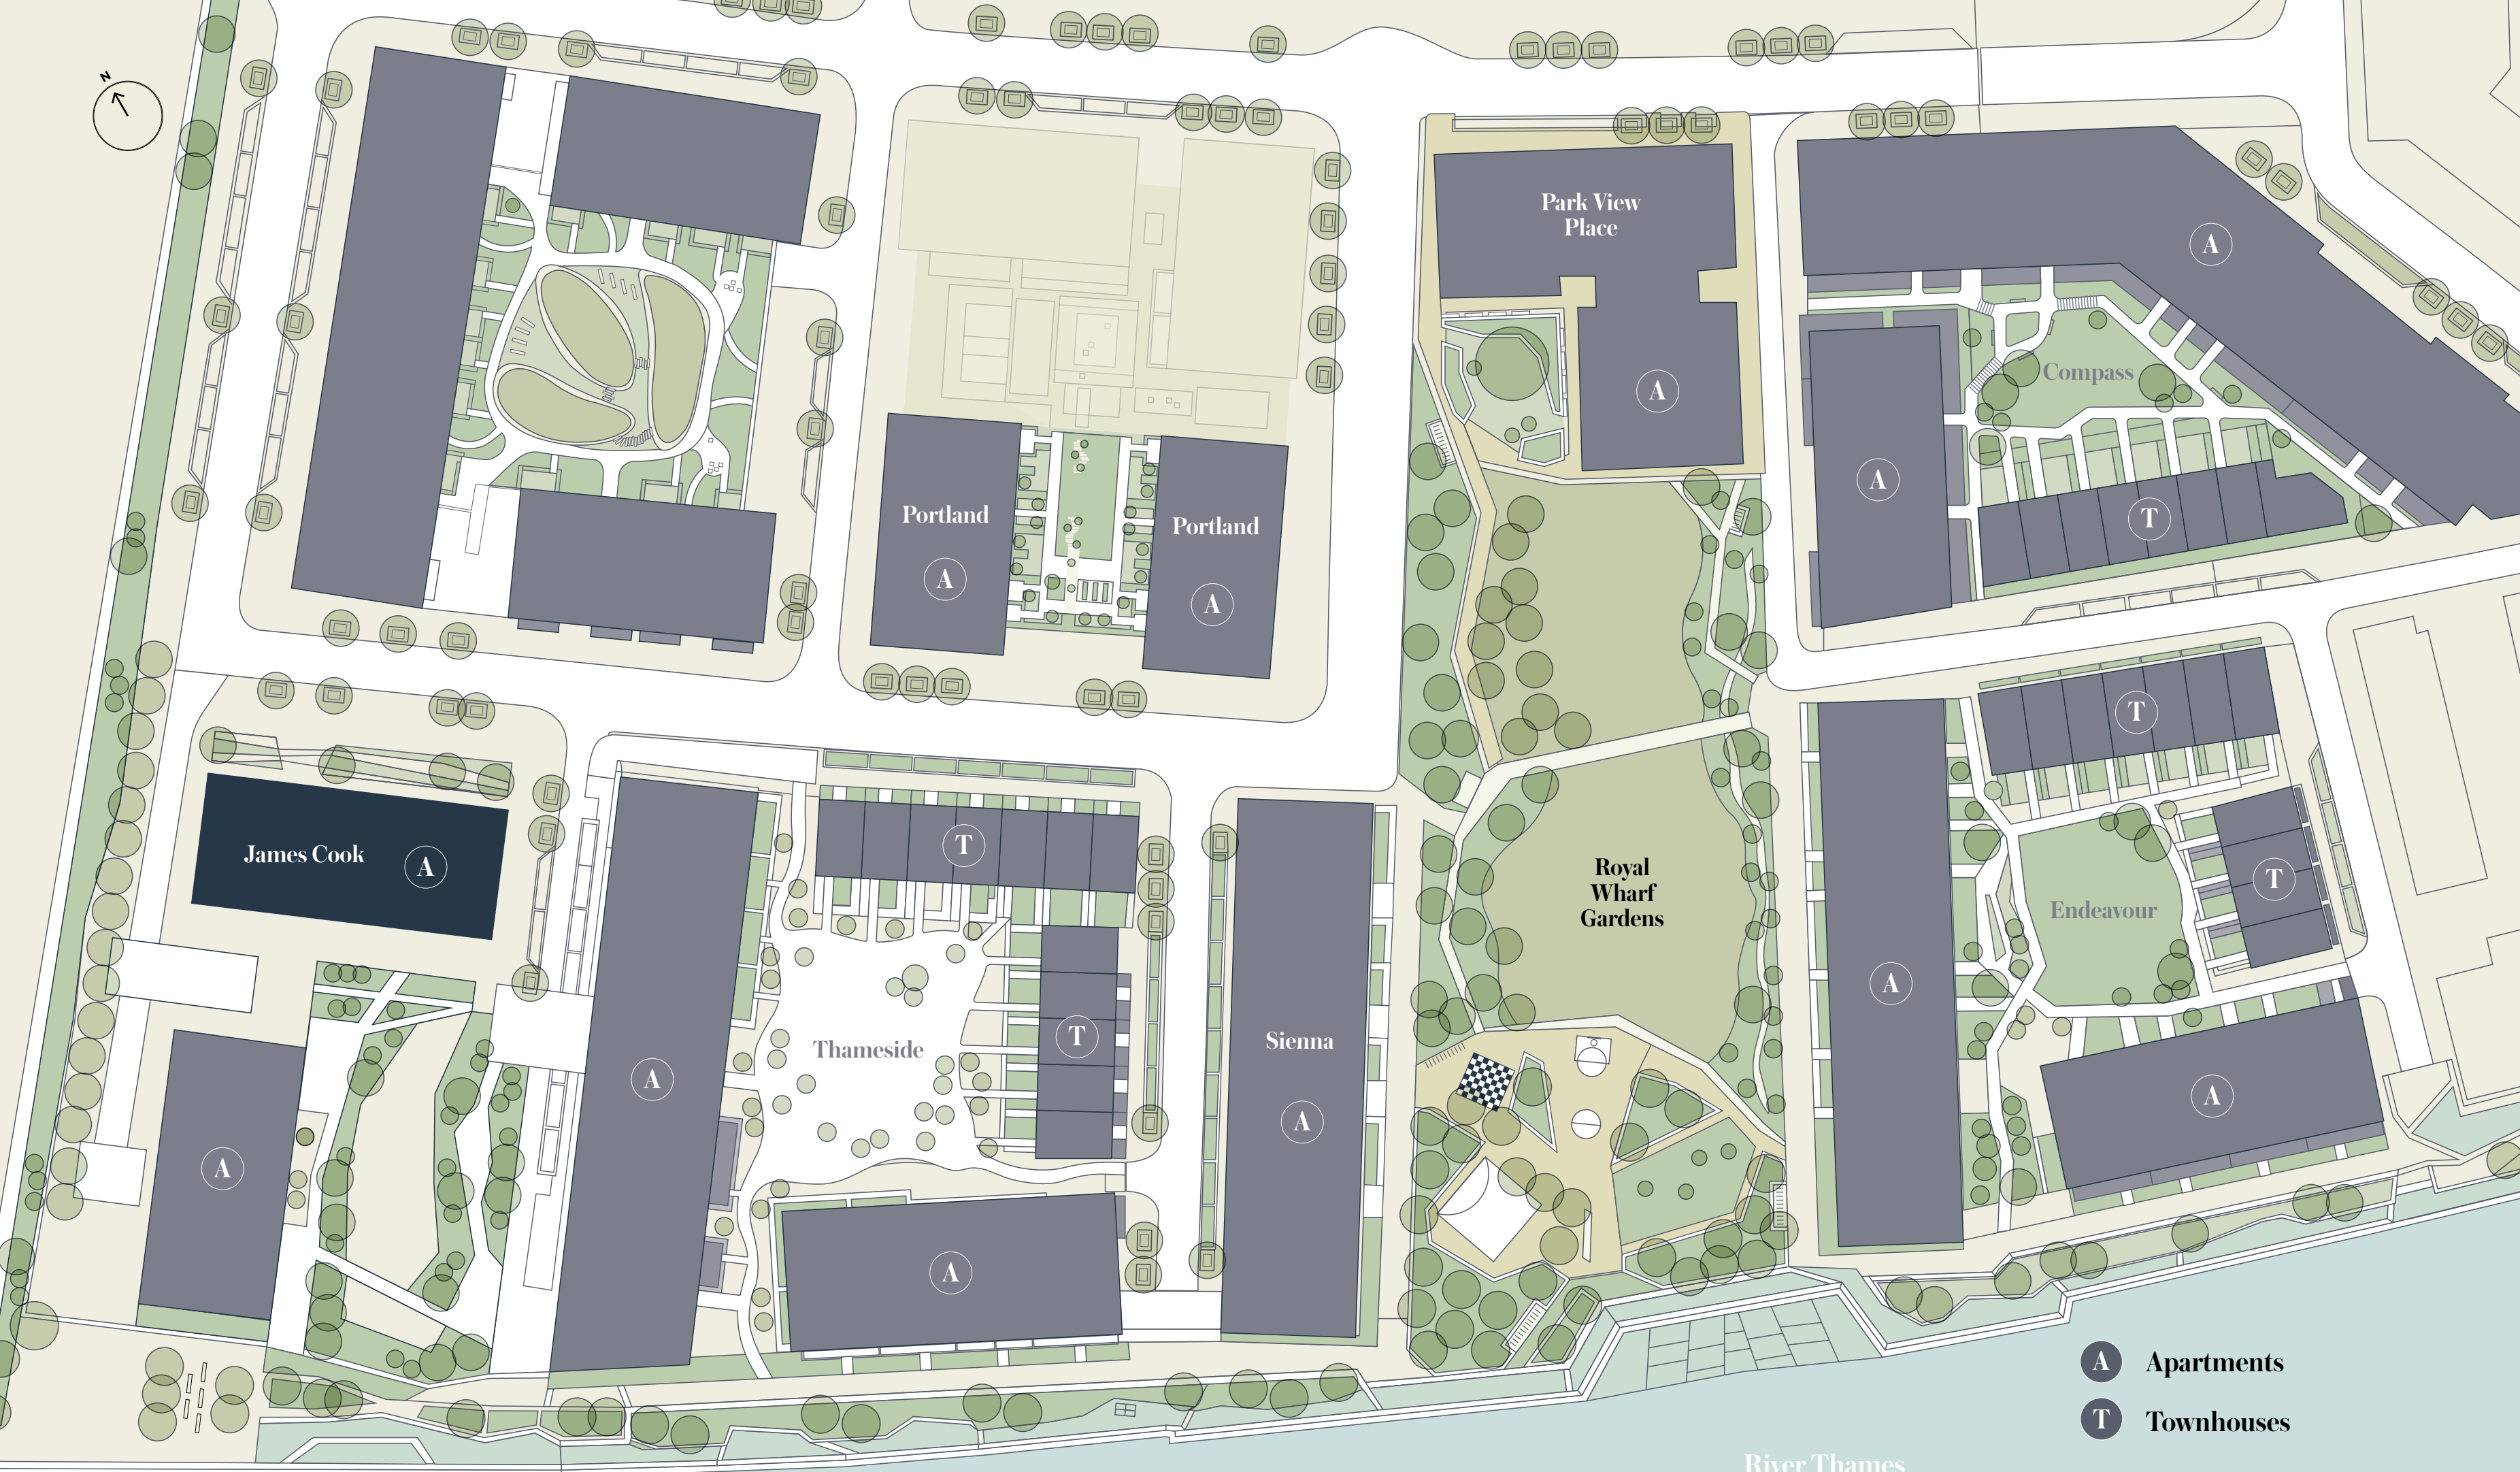 N
Park View
Place
A
A
Compass
A
A
T
Portland
A
Portland
A
T
James Cook
A
T
Royal
Wharf
Gardens
T
Endeavour
A
T
Thameside
Sienna
A
A
A
A
A
A
Apartments
T
Townhouses
River Thames